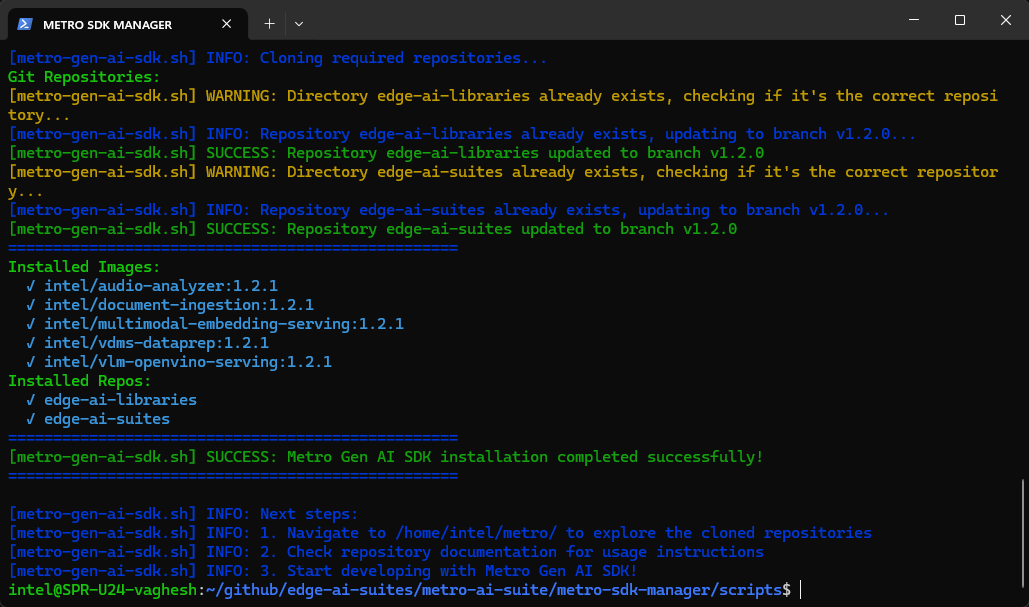 METRO SDK MANAGER
[metro-gen-ai-sdk.sh] INFO: Cloning required repositories...
Git Repositories:
[metro-gen-ai-sdk.sh] WARNING: Directory edge-ai-libraries already exists, checking if it's the correct reposi
tory...
[metro-gen-ai-sdk.sh] INFO: Repository edge-ai-libraries already exists, updating to branch v1.2.0...
[metro-gen-ai-sdk.sh] SUCCESS: Repository edge-ai-libraries updated to branch v1.2.0
[metro-gen-ai-sdk.sh] WARNING: Directory edge-ai-suites already exists, checking if it's the correct repositor
y...
[metro-gen-ai-sdk.sh] INFO: Repository edge-ai-suites already exists, updating to branch v1.2.0...
[metro-gen-ai-sdk.sh] SUCCESS: Repository edge-ai-suites updated to branch v1.2.0
==================================================
Installed Images:
✓ intel/audio-analyzer:1.2.1
✓ intel/document-ingestion:1.2.1
✓ intel/multimodal-embedding-serving:1.2.1
✓ intel/vdms-dataprep:1.2.1
✓ intel/vlm-openvino-serving:1.2.1
Installed Repos:
✓ edge-ai-libraries
✓ edge-ai-suites
==================================================
[metro-gen-ai-sdk.sh] SUCCESS: Metro Gen AI SDK installation completed successfully!
==================================================
[metro-gen-ai-sdk.sh] INFO: Next steps:
[metro-gen-ai-sdk.sh] INFO: 1. Navigate to /home/intel/metro/ to explore the cloned repositories
[metro-gen-ai-sdk.sh] INFO: 2. Check repository documentation for usage instructions
[metro-gen-ai-sdk.sh] INFO: 3. Start developing with Metro Gen AI SDK!
intel@SPR-U24-vaghesh:~/github/edge-ai-suites/metro-ai-suite/metro-sdk-manager/scripts$